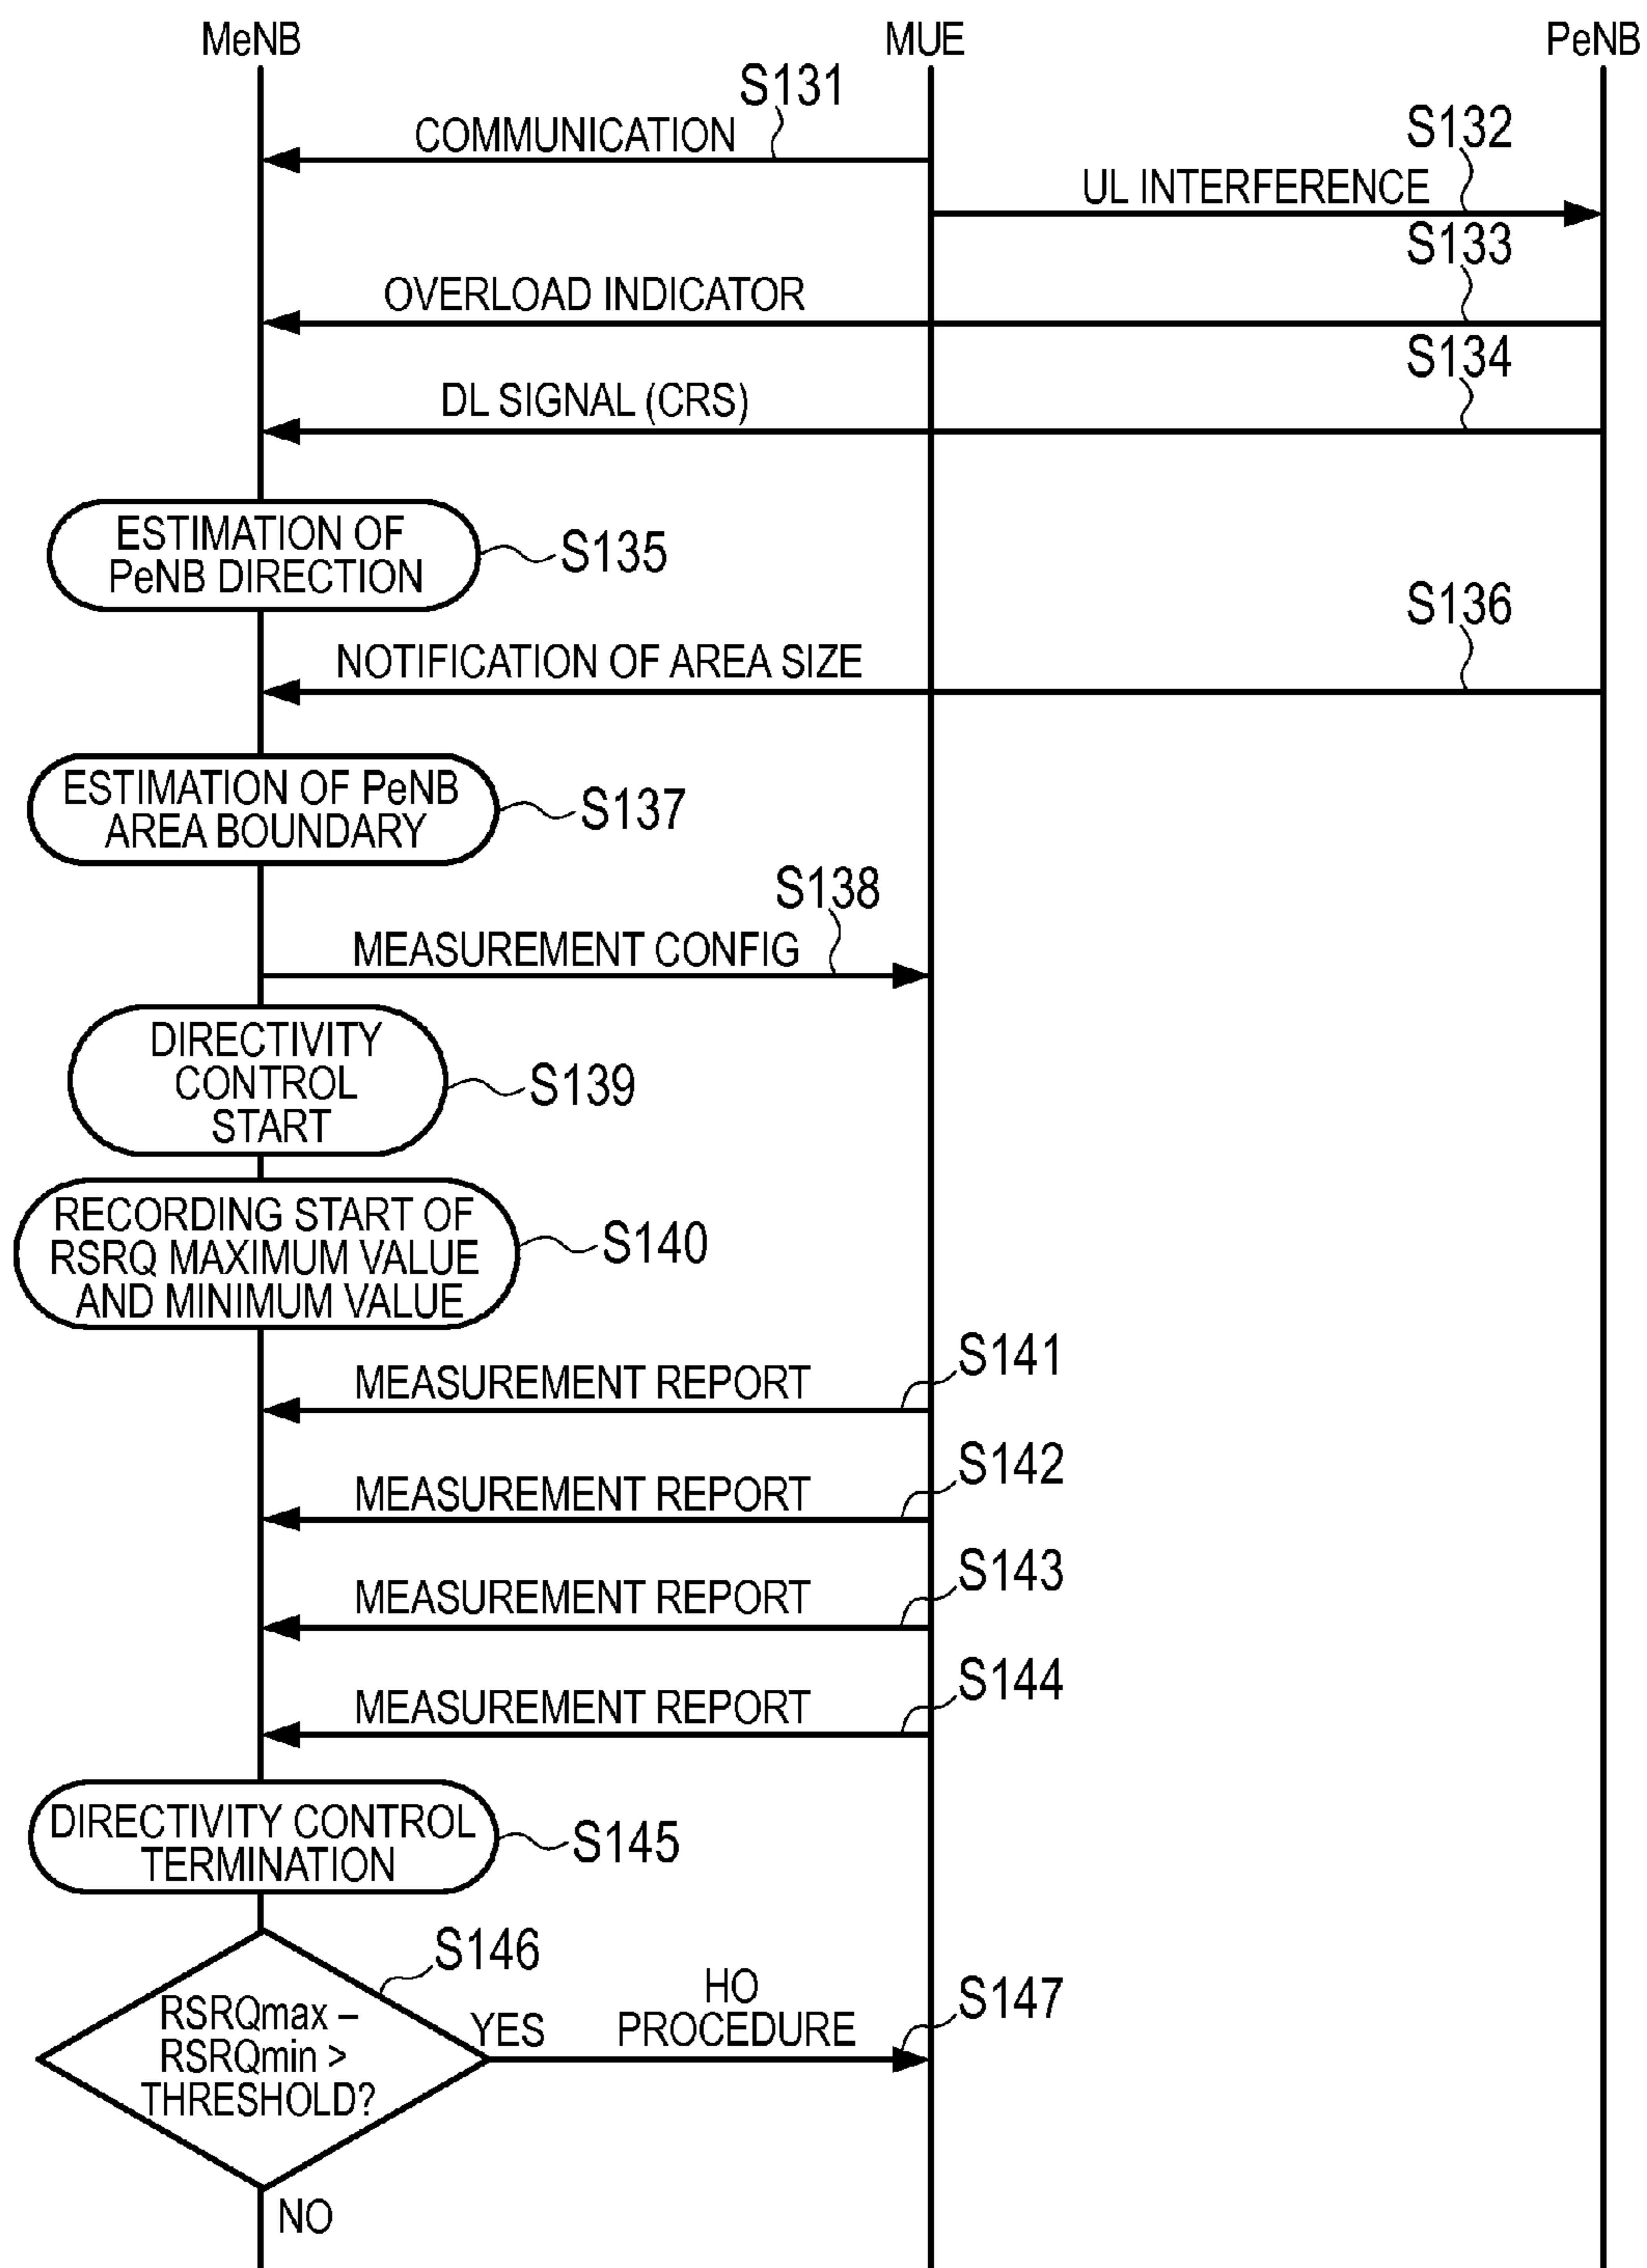 MeNB
MUE
PeNB
S131
COMMUNICATION
S132
UL INTERFERENCE
S133
OVERLOAD INDICATOR
S134
DL SIGNAL (CRS)
ESTIMATION OF
PeNB DIRECTION
S135
S136
NOTIFICATION OF AREA SIZE
ESTIMATION OF PeNB
AREA BOUNDARY
S137
S138
MEASUREMENT CONFIG
DIRECTIVITY
CONTROL
START
S139
RECORDING START OF
RSRQ MAXIMUM VALUE
AND MINIMUM VALUE
S140
S141
MEASUREMENT REPORT
S142
MEASUREMENT REPORT
S143
MEASUREMENT REPORT
S144
MEASUREMENT REPORT
DIRECTIVITY CONTROL
TERMINATION
S145
S146
RSRQmax –
RSRQmin >
THRESHOLD?
YES
HO
PROCEDURE
S147
NO